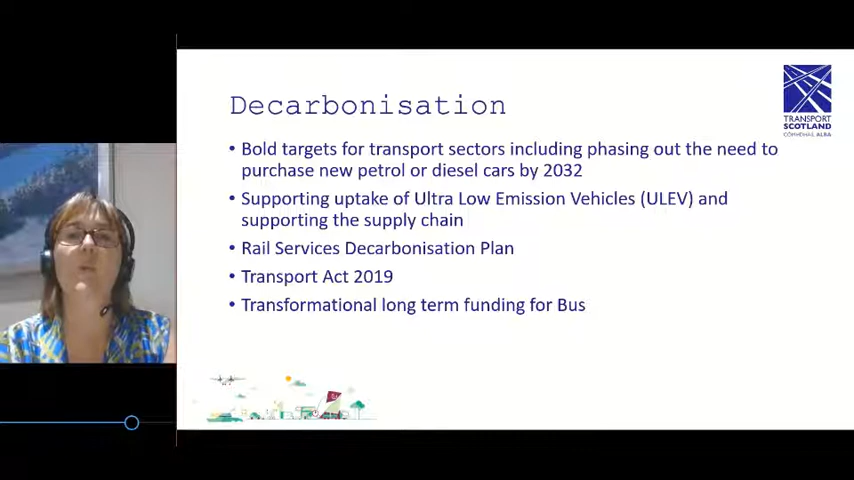 Decarbonisation
TRANSPORT
SCOTLAND
CÒMHDHAIL ALBA
• Bold targets for transport sectors including phasing out the need to
purchase new petrol or diesel cars by 2032
• Supporting uptake of Ultra Low Emission Vehicles (ULEV) and
supporting the supply chain
• Rail Services Decarbonisation Plan
• Transport Act 2019
• Transformational long term funding for Bus